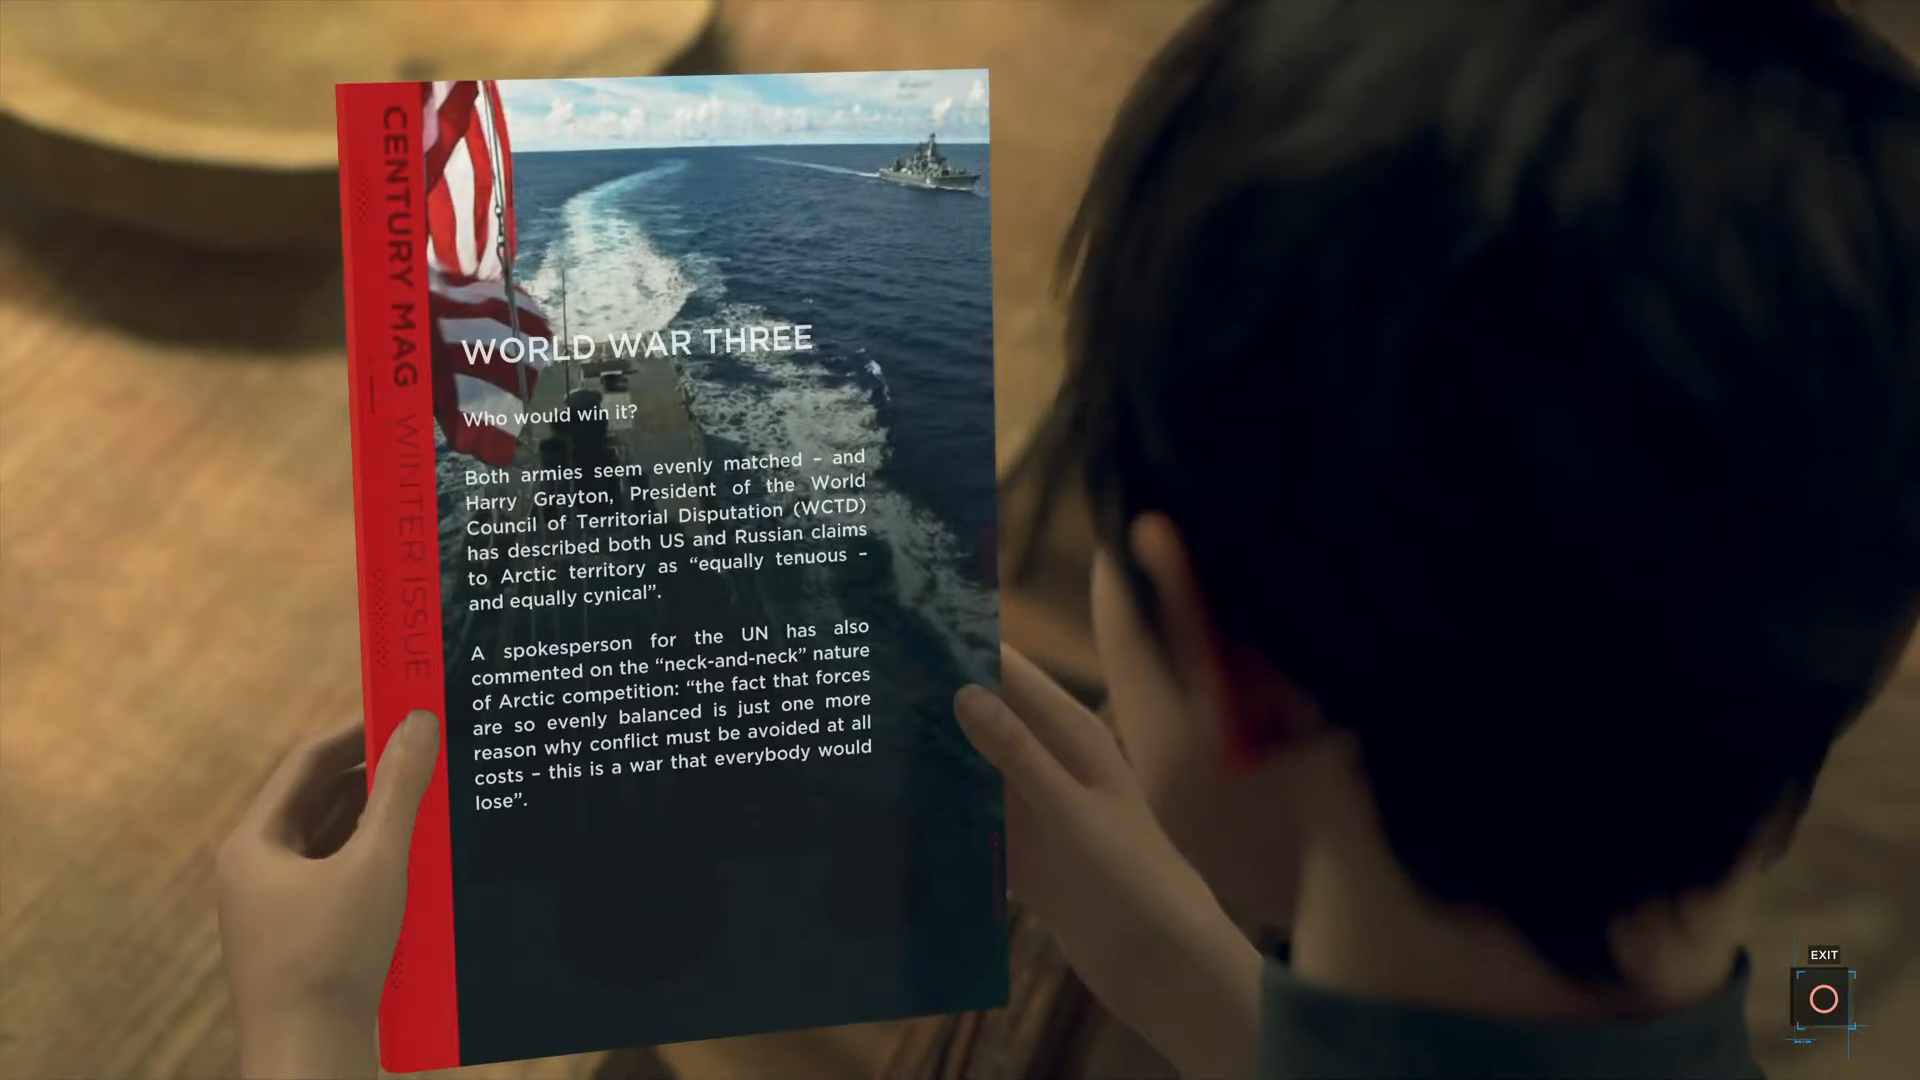 CENTURY MAG WINTER ISSUE
WORLD WAR THREE
Who would win it?
Both armies seem evenly matched – and
Harry Grayton, President of the World
Council of Territorial Disputation (WCTD)
has described both US and Russian claims
to Arctic territory as “equally tenuous –
and equally cynical”.
A spokesperson for the UN has also
commented on the “neck-and-neck” nature
of Arctic competition: “the fact that forces
are so evenly balanced is just one more
reason why conflict must be avoided at all
costs – this is a war that everybody would
lose”.
EXIT